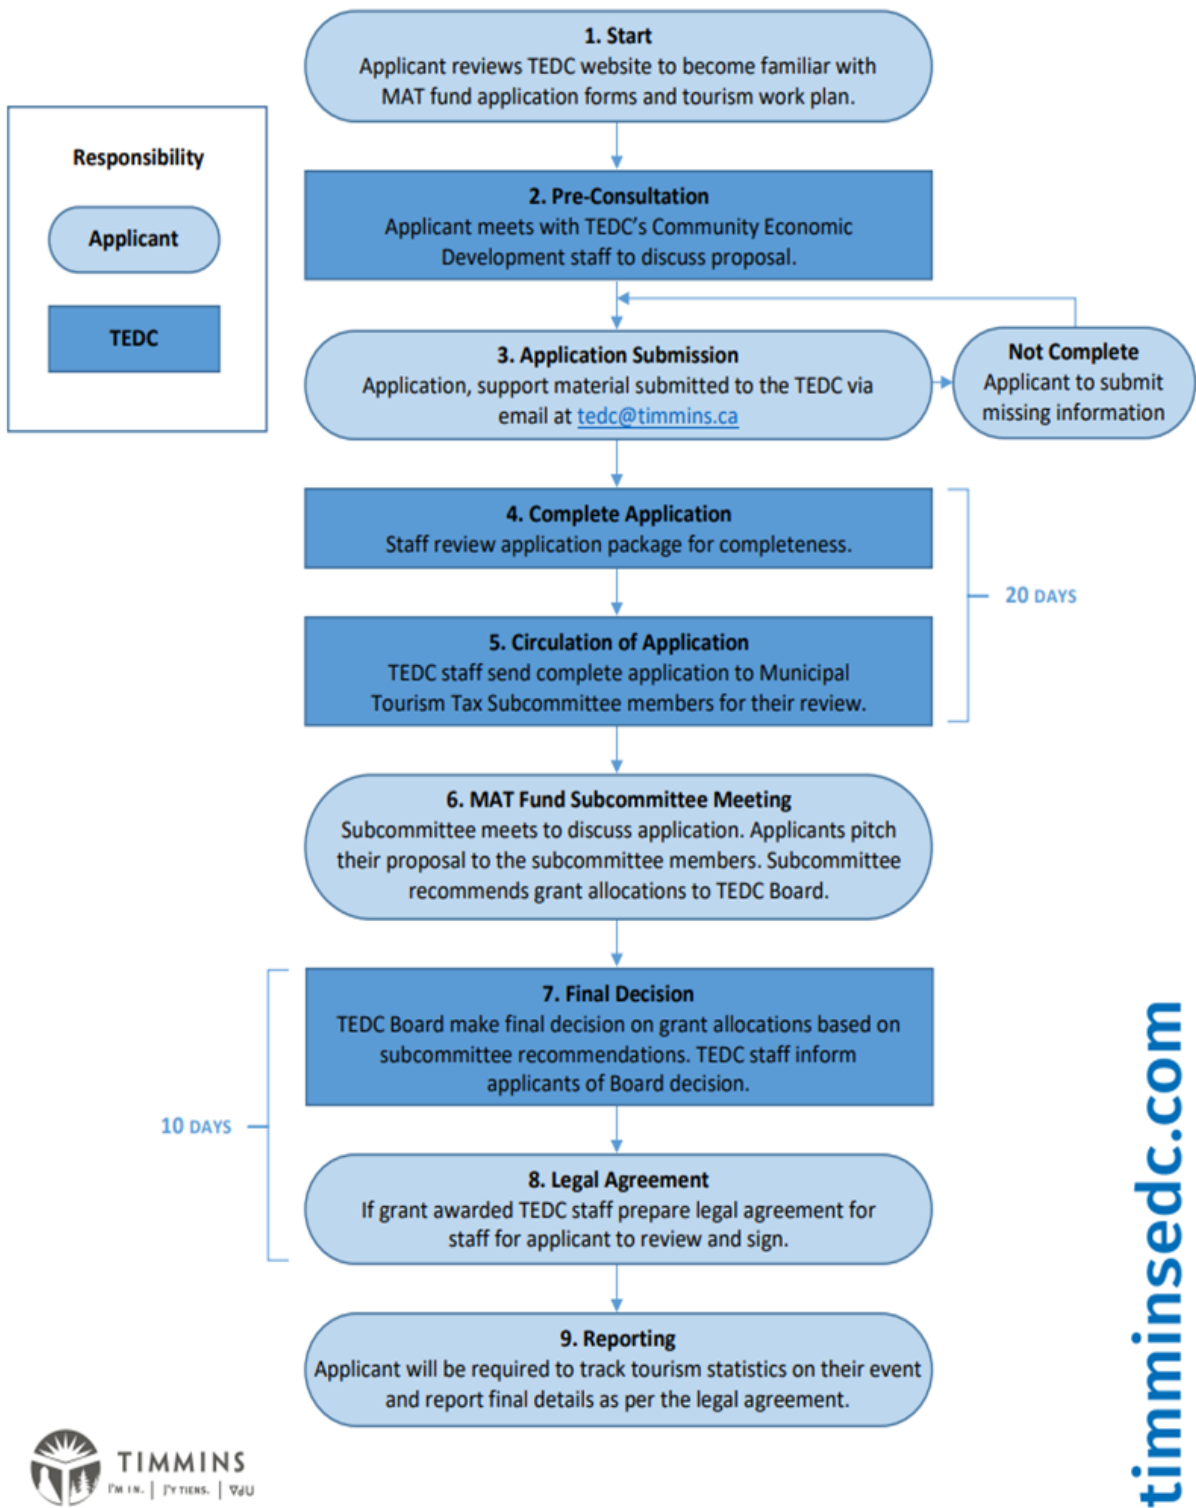 1. Start
Applicant reviews TEDC website to become familiar with
MAT fund application forms and tourism work plan.
Responsibility
Applicant
TEDC
2. Pre-Consultation
Applicant meets with TEDC’s Community Economic
Development staff to discuss proposal.
3. Application Submission
Application, support material submitted to the TEDC via
email at tedc@timmins.ca
Not Complete
Applicant to submit
missing information
4. Complete Application
Staff review application package for completeness.
5. Circulation of Application
TEDC staff send complete application to Municipal
Tourism Tax Subcommittee members for their review.
20 DAYS
6. MAT Fund Subcommittee Meeting
Subcommittee meets to discuss application. Applicants pitch
their proposal to the subcommittee members. Subcommittee
recommends grant allocations to TEDC Board.
7. Final Decision
TEDC Board make final decision on grant allocations based on
subcommittee recommendations. TEDC staff inform
applicants of Board decision.
10 DAYS
8. Legal Agreement
If grant awarded TEDC staff prepare legal agreement for
staff for applicant to review and sign.
9. Reporting
Applicant will be required to track tourism statistics on their event
and report final details as per the legal agreement.
TIMMINS
I'M IN. | J'Y TIENS. | ᐁᑯᑌ
timminsedc.com